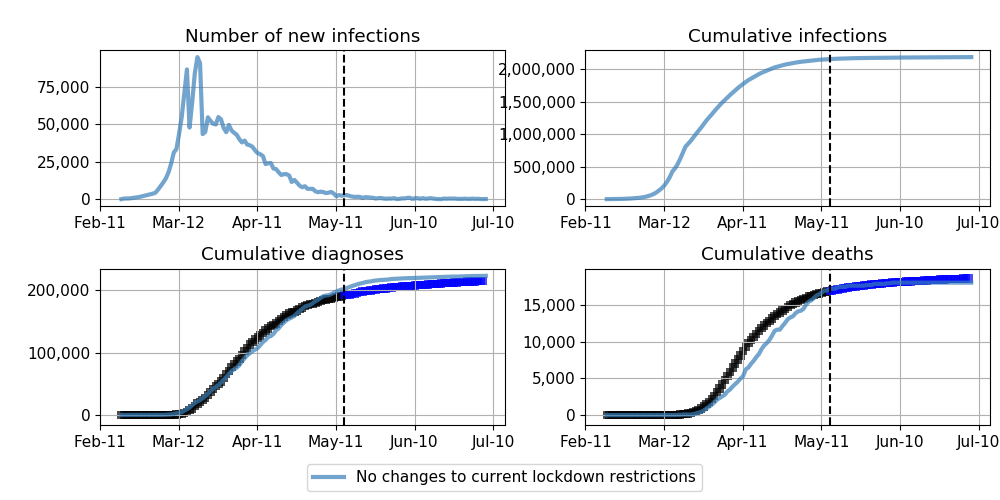 Number of new infections
75,000
50,000
25,000
0
Feb-11 Mar-12 Apr-11 May-11 Jun-10 Jul-10
Cumulative infections
2,000,000
1,500,000
1,000,000
500,000
0
Feb-11 Mar-12 Apr-11 May-11 Jun-10 Jul-10
Cumulative diagnoses
200,000
100,000
0
Feb-11 Mar-12 Apr-11 May-11 Jun-10 Jul-10
Cumulative deaths
15,000
10,000
5,000
0
Feb-11 Mar-12 Apr-11 May-11 Jun-10 Jul-10
No changes to current lockdown restrictions